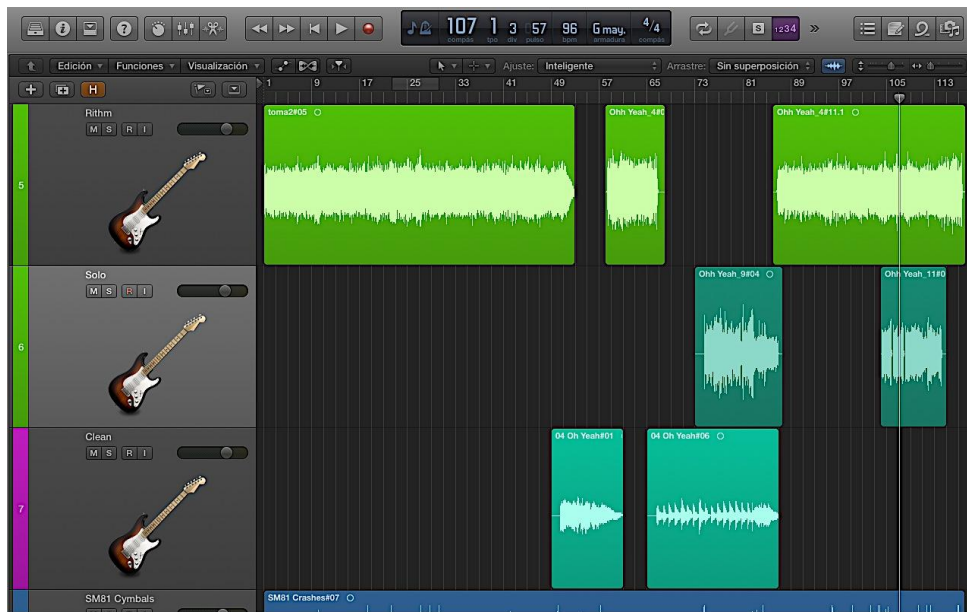 107 1 3 57 96 G may. 4/4
compás tpo div pulso bpm armadura compás
S 1234 »
Edición Funciones Visualización Ajuste: Inteligente Arrastre: Sin superposición
H 1 9 17 25 33 41 49 57 65 73 81 89 97 105 113
Rithm
M S R I
5
toma2#05
Ohh Yeah_4#0
Ohh Yeah_4#11.1
Solo
M S R I
6
Ohh Yeah_9#04
Ohh Yeah_11#0
Clean
M S R I
7
04 Oh Yeah#01
04 Oh Yeah#06
SM81 Cymbals
SM81 Crashes#07